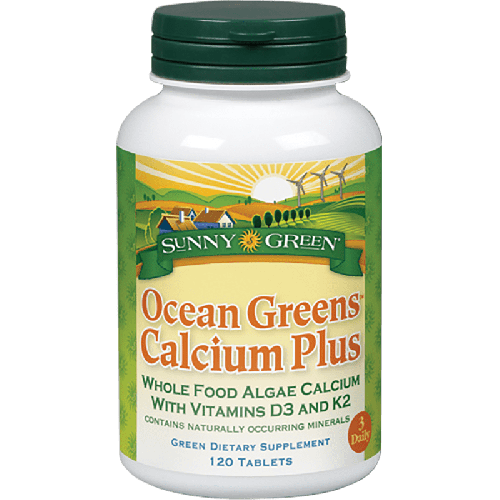 SUNNY GREEN®
Ocean Greens™
Calcium Plus
WHOLE FOOD ALGAE CALCIUM
WITH VITAMINS D3 AND K2
CONTAINS NATURALLY OCCURRING MINERALS
3
Daily
GREEN DIETARY SUPPLEMENT
120 TABLETS